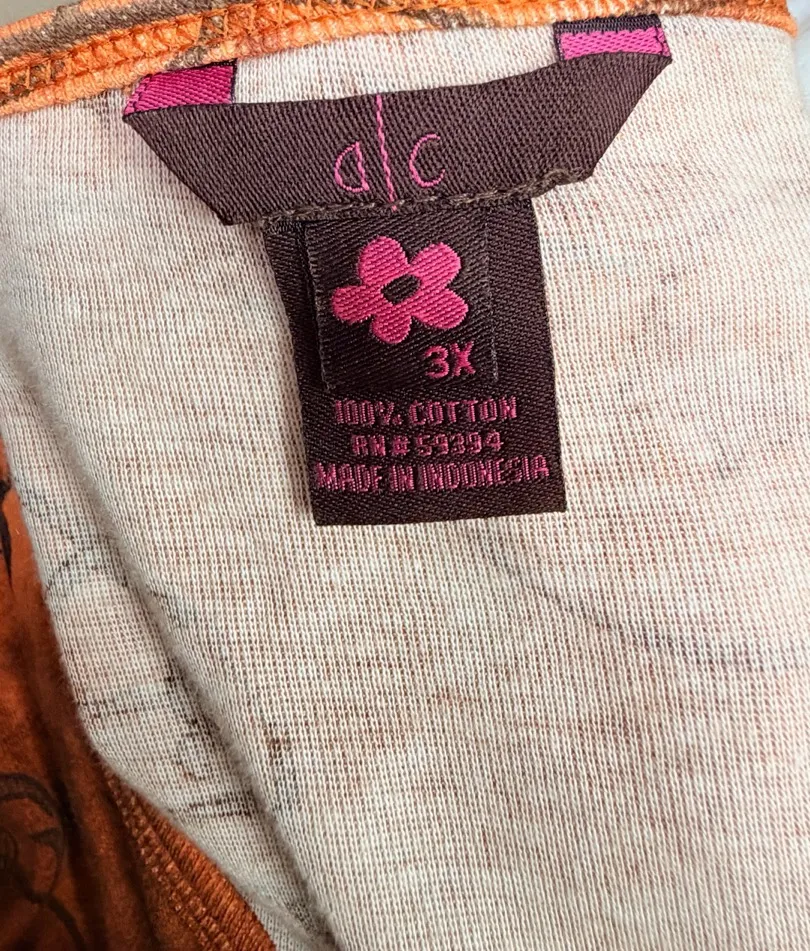 a|c
3X
100% COTTON
RN # 59394
MADE IN INDONESIA